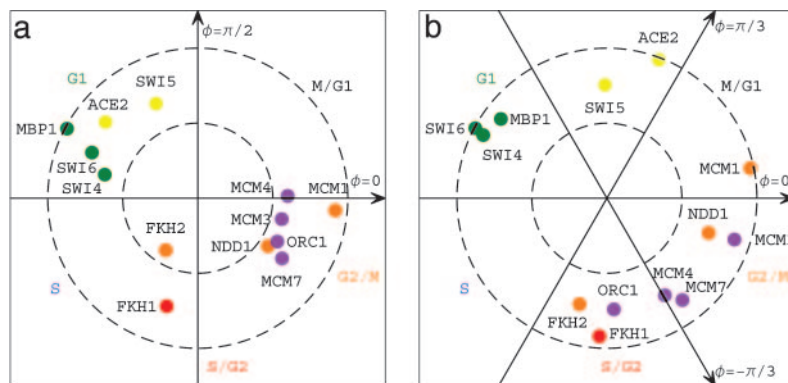 a
ϕ=π/2
G1
SWI5
M/G1
ACE2
MBP1
SWI6
SWI4
ϕ=0
MCM4
MCM1
MCM3
FKH2
NDD1
ORC1
MCM7
G2/M
S
FKH1
S/G2
b
ACE2
ϕ=π/3
G1
M/G1
SWI5
MBP1
SWI6
SWI4
MCM1
ϕ=0
NDD1
G2/M
MCM4
MCM7
S
ORC1
FKH2
FKH1
S/G2
ϕ=−π/3